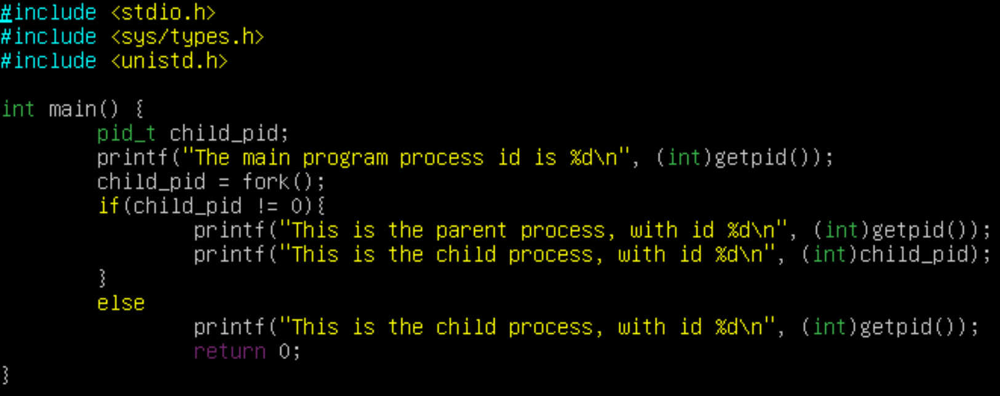 #include <stdio.h>
#include <sys/types.h>
#include <unistd.h>

int main() {
        pid_t child_pid;
        printf("The main program process id is %d\n", (int)getpid());
        child_pid = fork();
        if(child_pid != 0){
                printf("This is the parent process, with id %d\n", (int)getpid());
                printf("This is the child process, with id %d\n", (int)child_pid);
        }
        else
                printf("This is the child process, with id %d\n", (int)getpid());
                return 0;
}